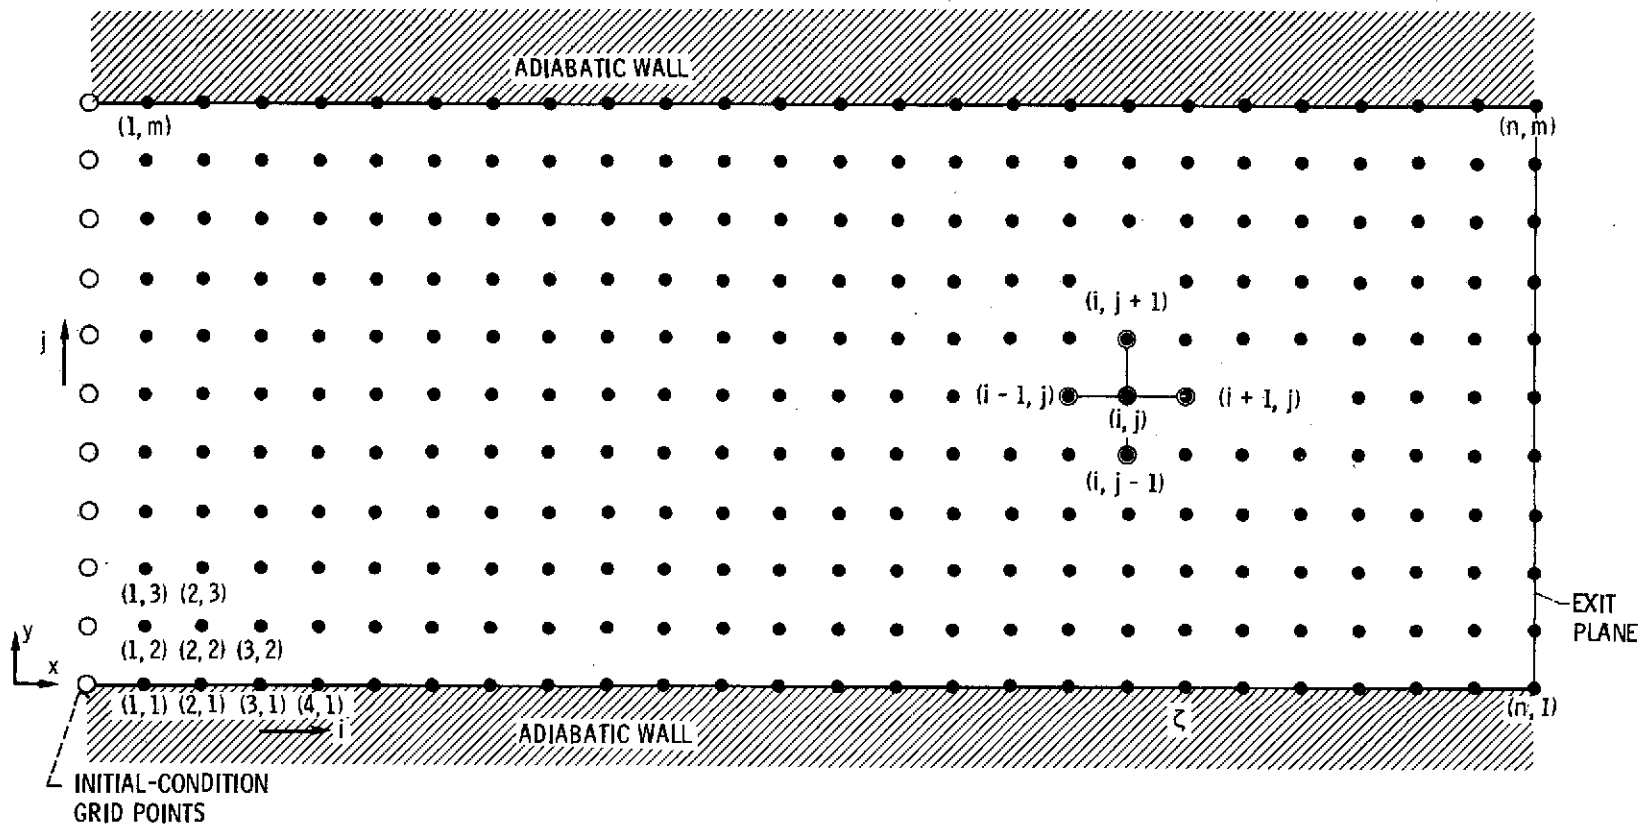 ADIABATIC WALL
(1, m)
(n, m)
(i, j + 1)
j
(i - 1, j)
(i + 1, j)
(i, j)
(i, j - 1)
(1, 3) (2, 3)
EXIT
PLANE
y
x
(1, 2) (2, 2) (3, 2)
(1, 1) (2, 1) (3, 1) (4, 1)
i
ζ
(n, 1)
ADIABATIC WALL
INITIAL-CONDITION
GRID POINTS